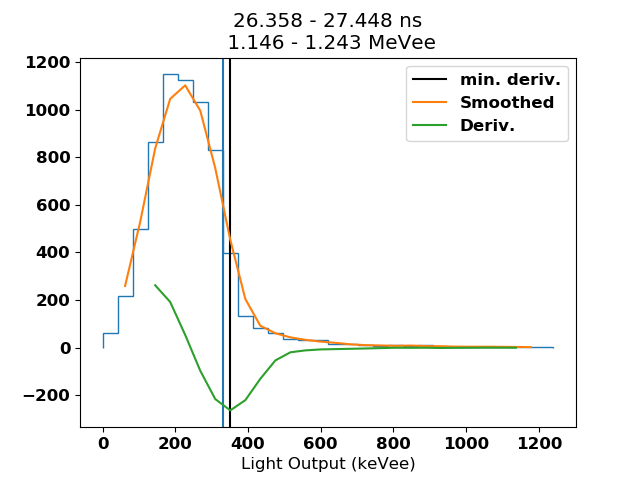 26.358 - 27.448 ns
1.146 - 1.243 MeVee
min. deriv.
Smoothed
Deriv.
1200
1000
800
600
400
200
0
−200
0 200 400 600 800 1000 1200
Light Output (keVee)